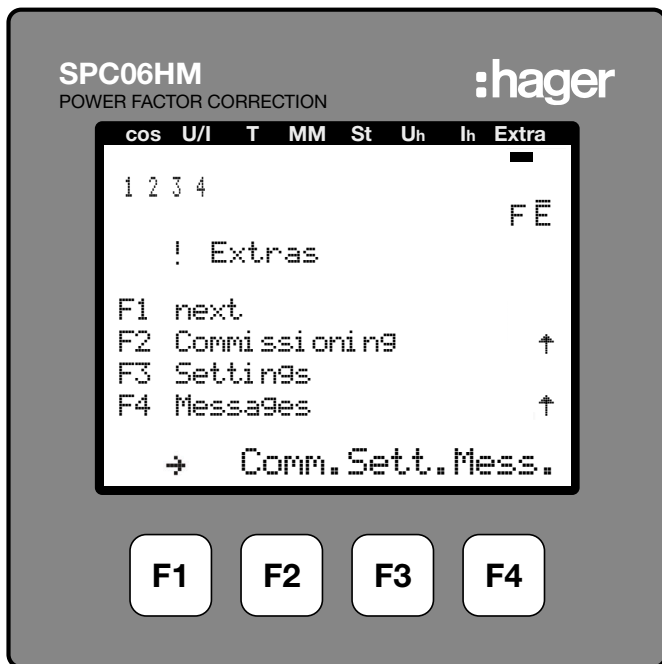 SPC06HM
:hager
POWER FACTOR CORRECTION
cos U/I T MM St Uh Ih Extra
1 2 3 4
F Ē
! Extras
F1 next
F2 Commissioning ↑
F3 Settings
F4 Messages ↑
→ Comm.Sett.Mess.
F1 F2 F3 F4